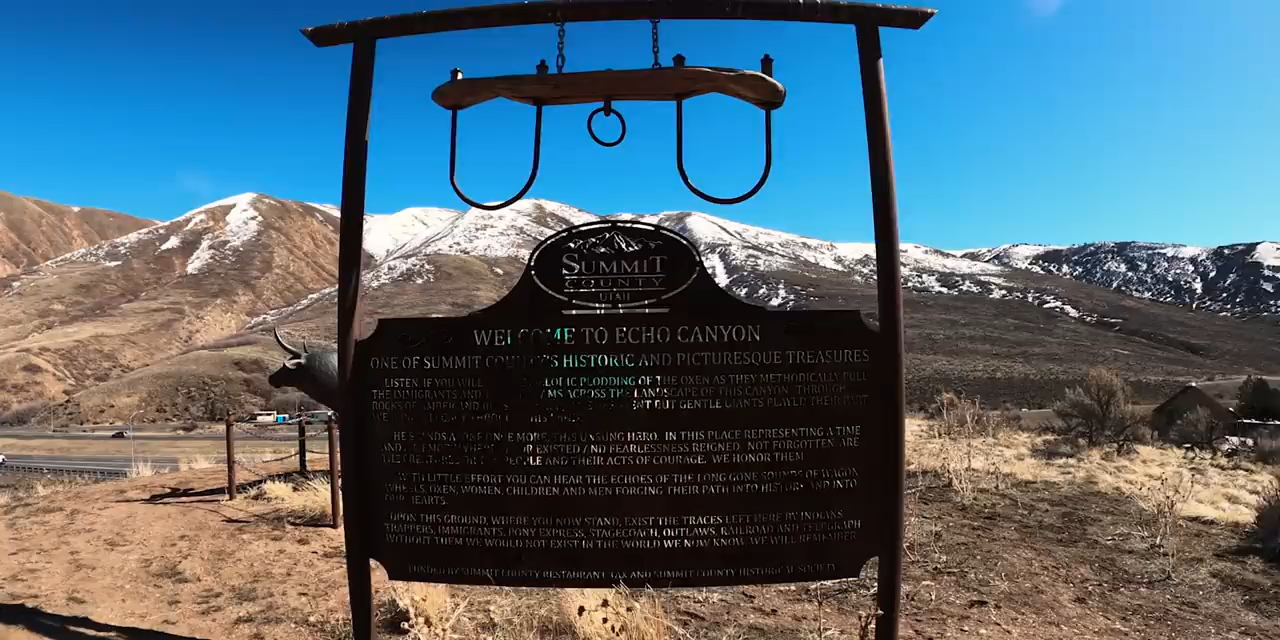 SUMMIT
COUNTY
UTAH
WELCOME TO ECHO CANYON
ONE OF SUMMIT COUNTY'S HISTORIC AND PICTURESQUE TREASURES
LISTEN IF YOU WILL PLODDING OF THE OXEN AS THEY METHODICALLY PULL
THE IMMIGRANTS AND ACROSS THE LANDSCAPE OF THIS CANYON. THROUGH
ROCKS OF AMBER AND BUT GENTLE GIANTS PLAYED THEIR PART
HE STANDS ONCE MORE, THIS UNSUNG HERO. IN THIS PLACE REPRESENTING A TIME
AND EXISTED AND FEARLESSNESS REIGNED. NOT FORGOTTEN ARE
PEOPLE AND THEIR ACTS OF COURAGE. WE HONOR THEM
LITTLE EFFORT YOU CAN HEAR THE ECHOES OF THE LONG GONE SOUNDS OF WAGON
WHEELS, OXEN, WOMEN, CHILDREN AND MEN FORGING THEIR PATH INTO HISTORY AND INTO
OUR HEARTS.
UPON THIS GROUND, WHERE YOU NOW STAND, EXIST THE TRACES LEFT HERE BY INDIANS
TRAPPERS, IMMIGRANTS, PONY EXPRESS, STAGECOACH, OUTLAWS, RAILROAD AND TELEGRAPH
WITHOUT THEM WE WOULD NOT EXIST IN THE WORLD WE NOW KNOW. WE WILL REMEMBER
FUNDED BY SUMMIT COUNTY RESTAURANT TAX AND SUMMIT COUNTY HISTORICAL SOCIETY